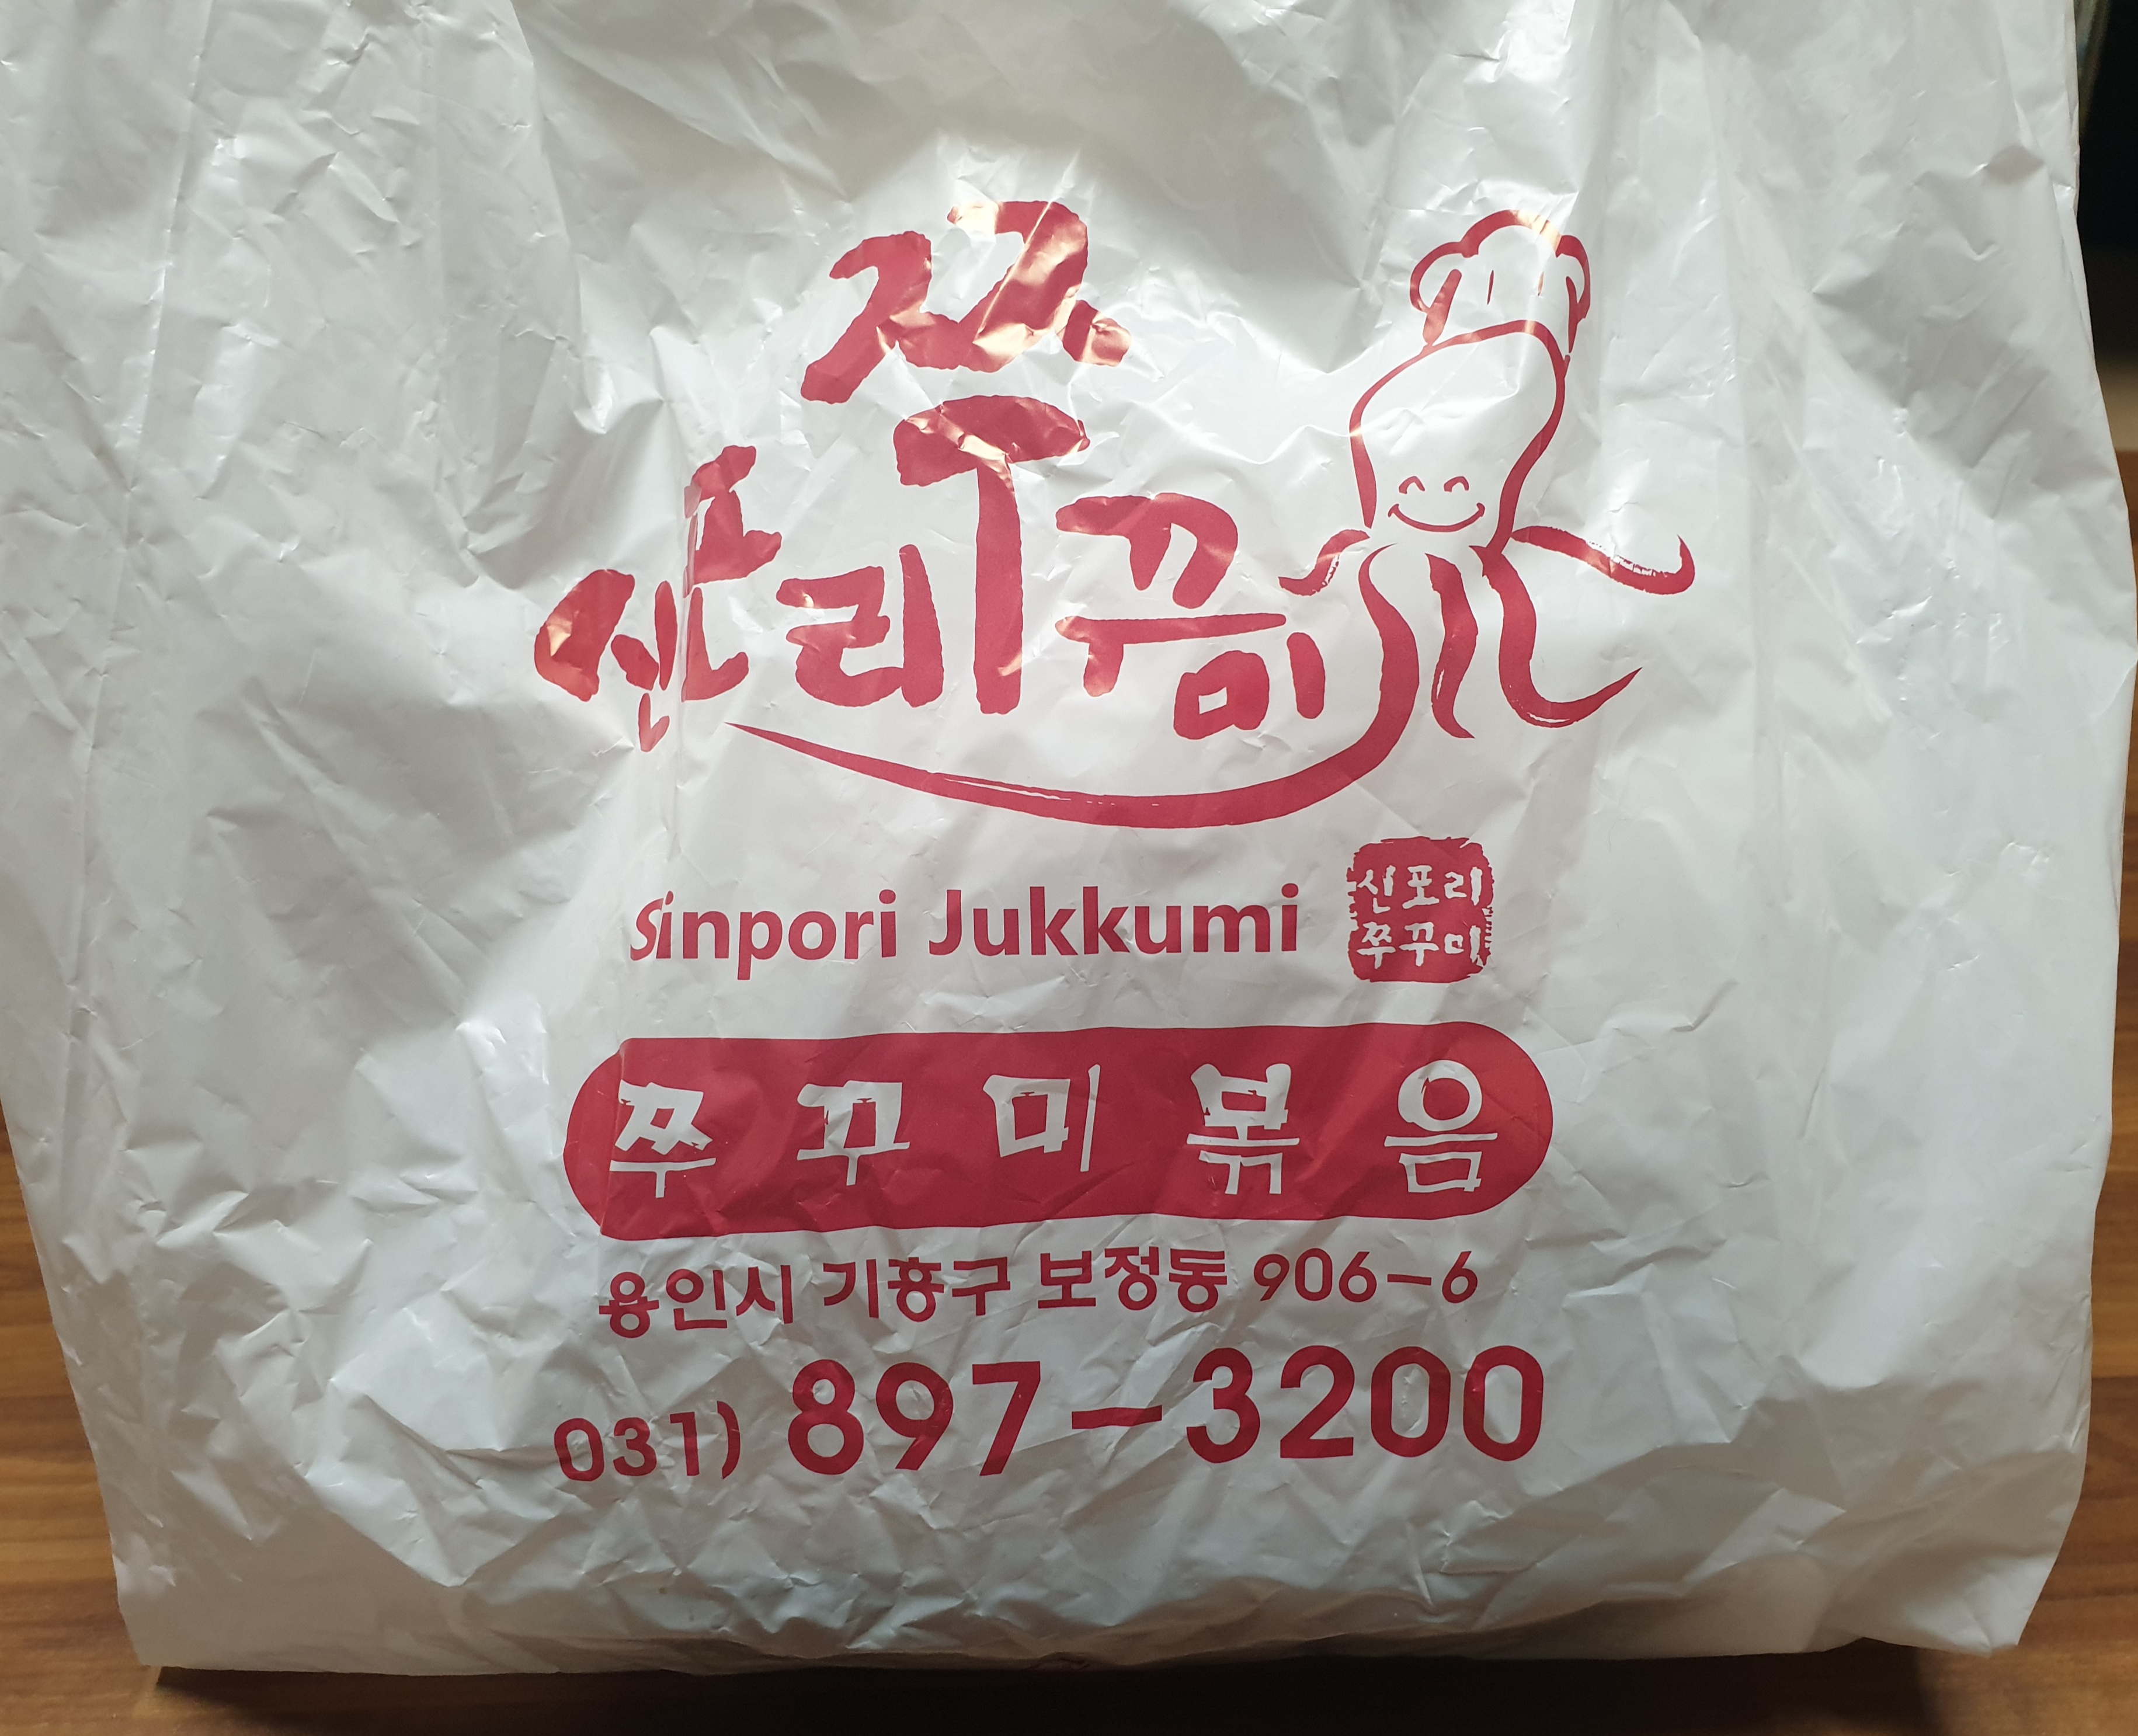 신포리쭈꾸미
Sinpori Jukkumi
신포리
쭈꾸미
쭈꾸미볶음
용인시 기흥구 보정동 906-6
031) 897-3200